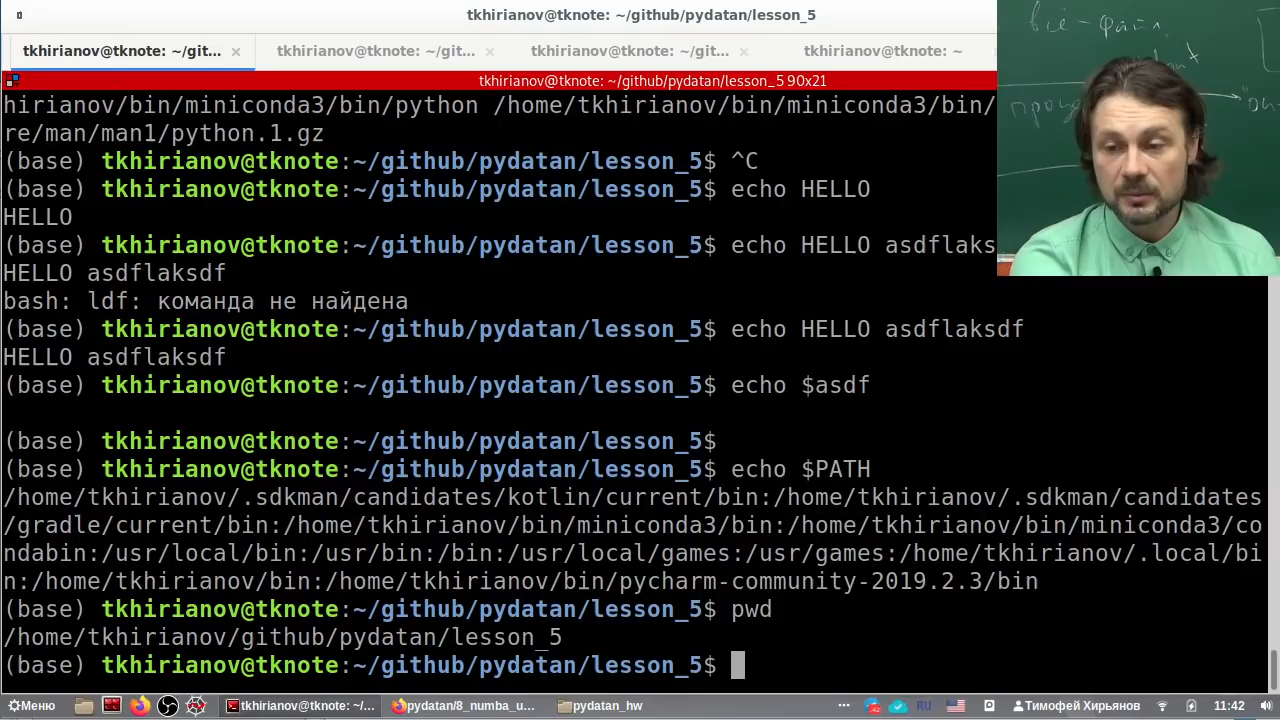 tkhirianov@tknote: ~/github/pydatan/lesson_5
tkhirianov@tknote: ~/git... × tkhirianov@tknote: ~/git... × tkhirianov@tknote: ~/git... × tkhirianov@tknote: ~
tkhirianov@tknote: ~/github/pydatan/lesson_5 90x21
всё - файл
hirianov/bin/miniconda3/bin/python /home/tkhirianov/bin/miniconda3/bin/
re/man/man1/python.1.gz
(base) tkhirianov@tknote:~/github/pydatan/lesson_5$ ^C
(base) tkhirianov@tknote:~/github/pydatan/lesson_5$ echo HELLO
HELLO
(base) tkhirianov@tknote:~/github/pydatan/lesson_5$ echo HELLO asdflaks
HELLO asdflaksdf
bash: ldf: команда не найдена
(base) tkhirianov@tknote:~/github/pydatan/lesson_5$ echo HELLO asdflaksdf
HELLO asdflaksdf
(base) tkhirianov@tknote:~/github/pydatan/lesson_5$ echo $asdf
(base) tkhirianov@tknote:~/github/pydatan/lesson_5$
(base) tkhirianov@tknote:~/github/pydatan/lesson_5$ echo $PATH
/home/tkhirianov/.sdkman/candidates/kotlin/current/bin:/home/tkhirianov/.sdkman/candidates
/gradle/current/bin:/home/tkhirianov/bin/miniconda3/bin:/home/tkhirianov/bin/miniconda3/co
ndabin:/usr/local/bin:/usr/bin:/bin:/usr/local/games:/usr/games:/home/tkhirianov/.local/bi
n:/home/tkhirianov/bin:/home/tkhirianov/bin/pycharm-community-2019.2.3/bin
(base) tkhirianov@tknote:~/github/pydatan/lesson_5$ pwd
/home/tkhirianov/github/pydatan/lesson_5
(base) tkhirianov@tknote:~/github/pydatan/lesson_5$
Меню tkhirianov@tknote: ~/... pydatan/8_numba_u... pydatan_hw ... RU Тимофей Хирьянов 11:42